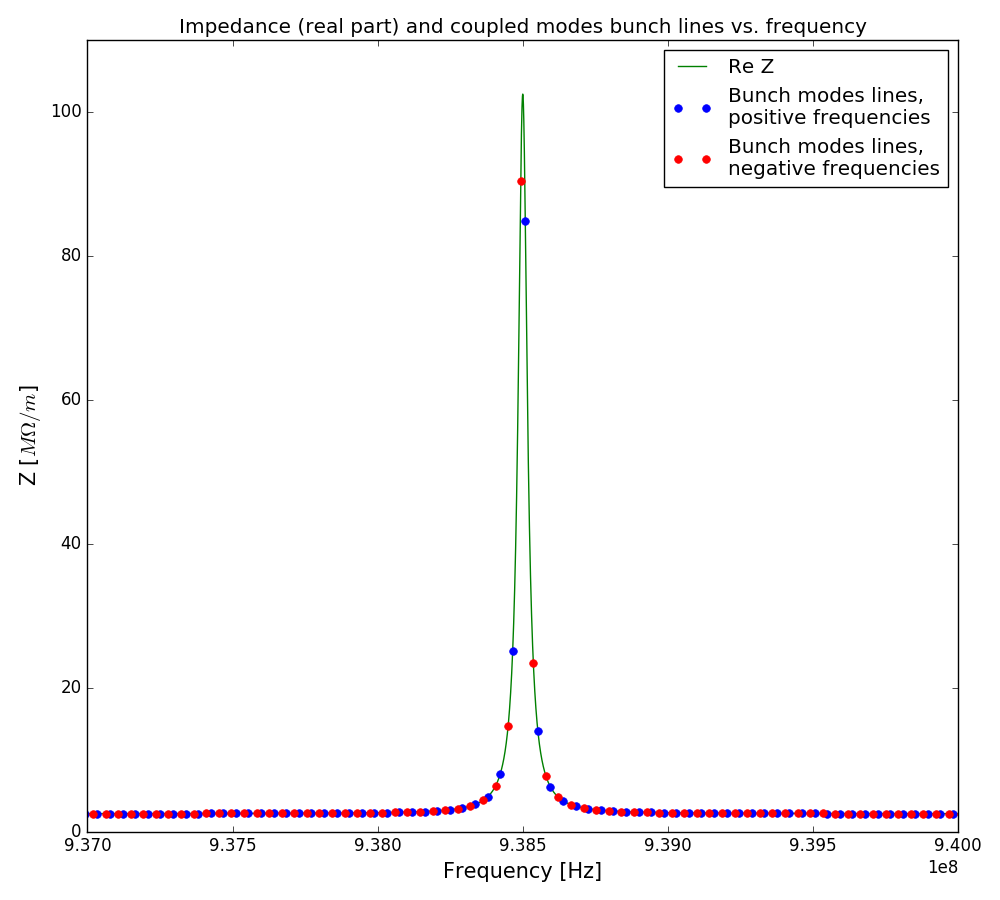 Impedance (real part) and coupled modes bunch lines vs. frequency
Re Z
Bunch modes lines,
positive frequencies
Bunch modes lines,
negative frequencies
Z [MΩ/m]
100
80
60
40
20
0
9.370 9.375 9.380 9.385 9.390 9.395 9.400
1e8
Frequency [Hz]